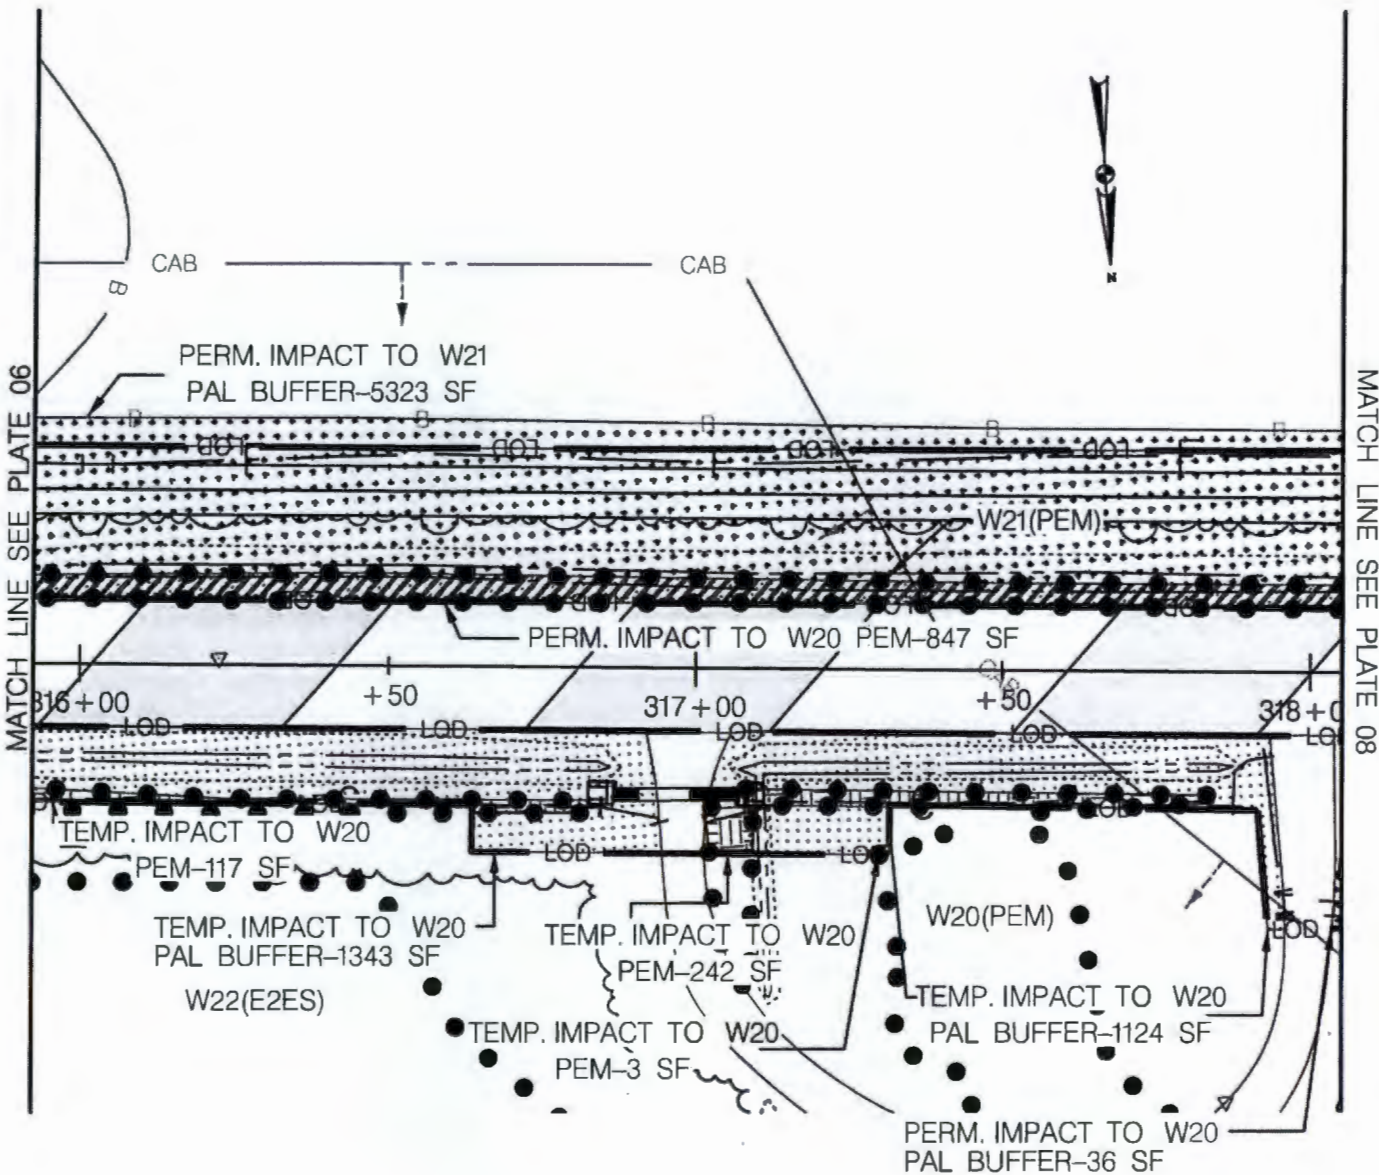 CAB
CAB
B
N
PERM. IMPACT TO W21
PAL BUFFER-5323 SF
MATCH LINE SEE PLATE 06
MATCH LINE SEE PLATE 08
B
B
B
B
B
LOD
LOD
LOD
LOD
W21(PEM)
PERM. IMPACT TO W20 PEM-847 SF
316+00
+50
317+00
+50
LOD
LOD
LOD
LOD
TEMP. IMPACT TO W20
PEM-117 SF
LOD
LOD
LOD
TEMP. IMPACT TO W20
PAL BUFFER-1343 SF
W22(E2ES)
TEMP. IMPACT TO W20
PEM-242 SF
W20(PEM)
LOD
TEMP. IMPACT TO W20
PEM-3 SF
TEMP. IMPACT TO W20
PAL BUFFER-1124 SF
PERM. IMPACT TO W20
PAL BUFFER-36 SF